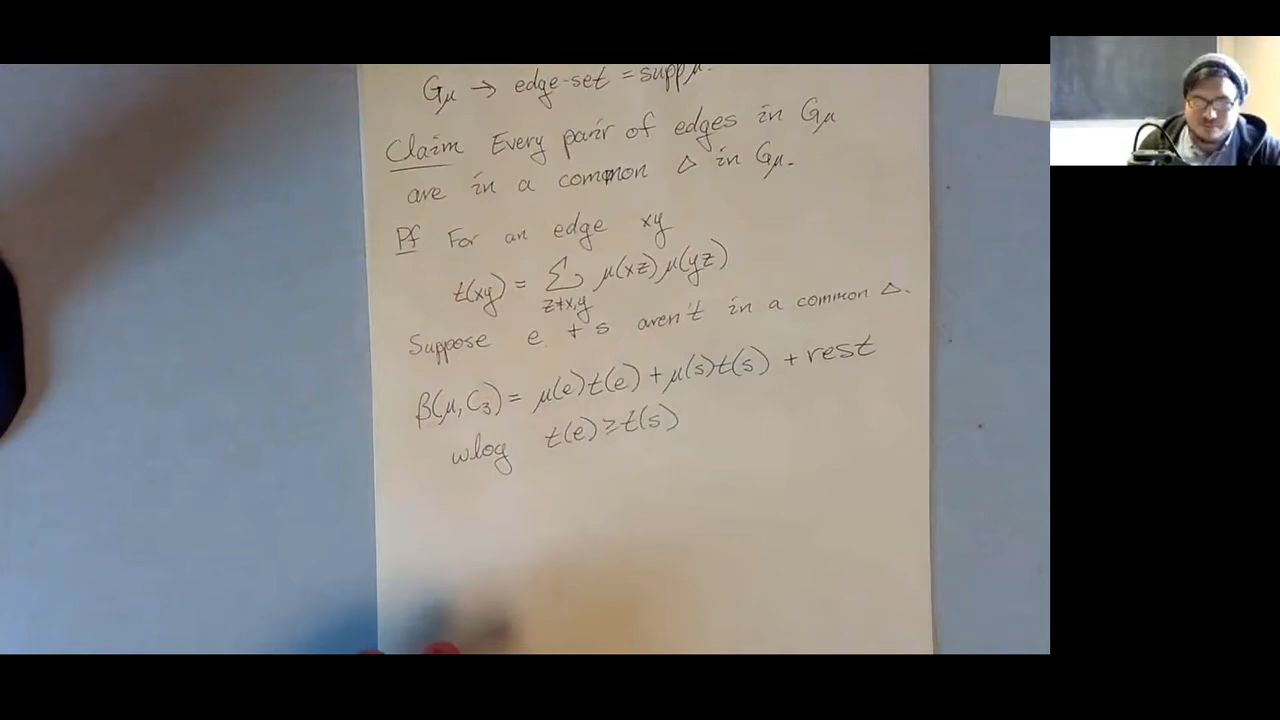 Gμ → edge-set = supp μ.
Claim Every pair of edges in Gμ
are in a common △ in Gμ.
Pf For an edge xy
t(xy) = ∑ μ(xz)μ(yz)
z≠x,y
Suppose e + s aren't in a common △.
β(μ, C₃) = μ(e)t(e) + μ(s)t(s) + rest
wlog t(e) ≥ t(s)